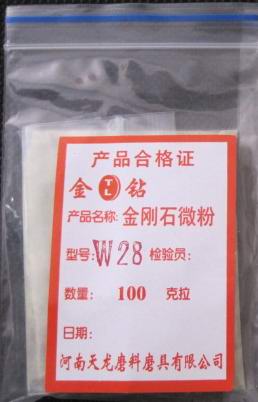 产品合格证
金 TL 钻
产品名称:金刚石微粉
型号:W28 检验员:
数量: 100 克拉
日期:
河南天龙磨料磨具有限公司